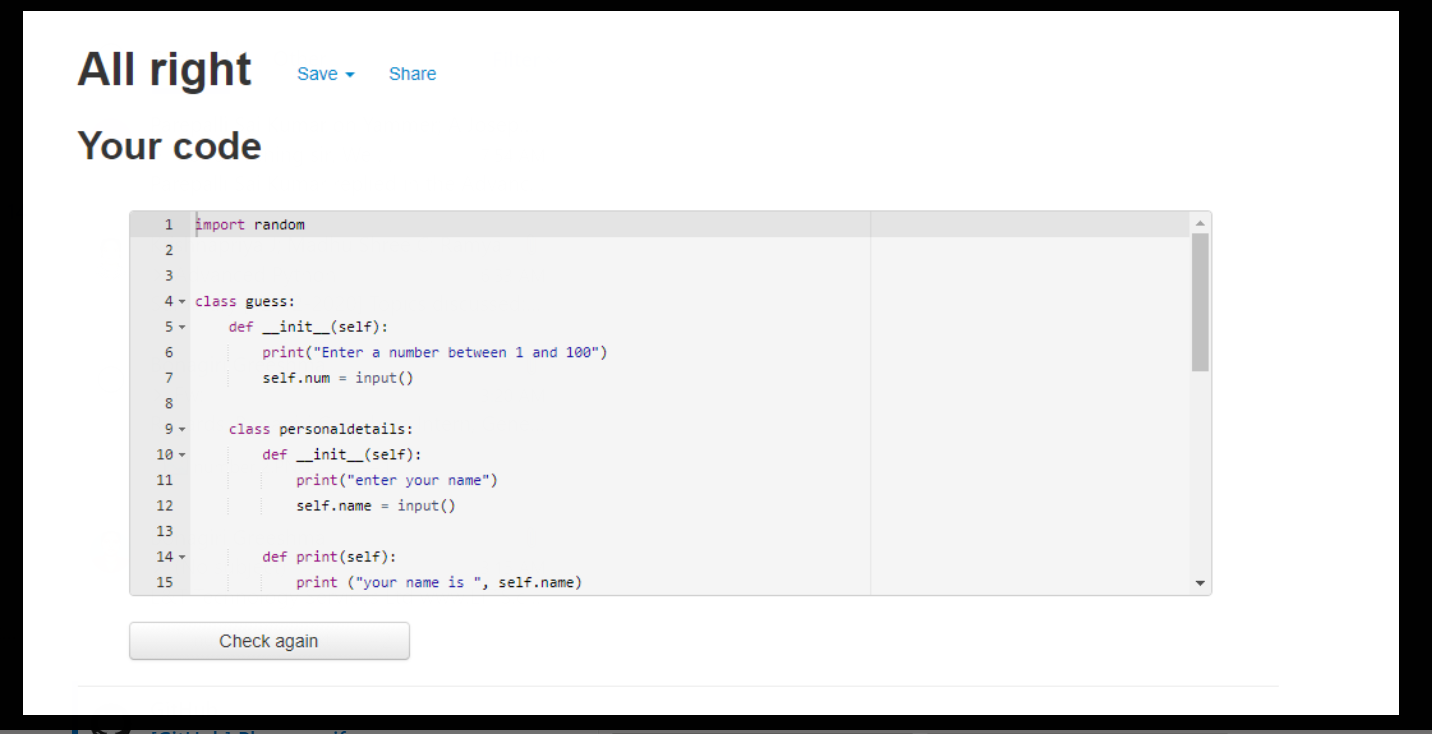 All right Save Share
Your code
1 import random
2
3
4 class guess:
5 def __init__(self):
6 print("Enter a number between 1 and 100")
7 self.num = input()
8
9 class personaldetails:
10 def __init__(self):
11 print("enter your name")
12 self.name = input()
13
14 def print(self):
15 print ("your name is ", self.name)
Check again